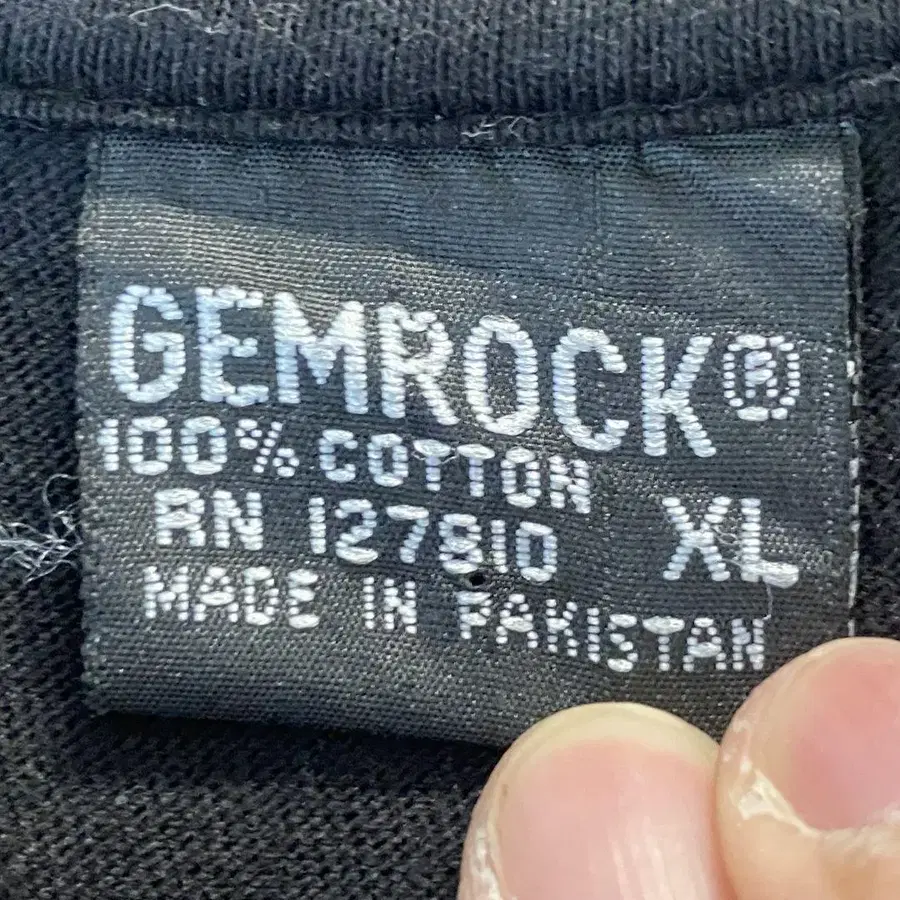 GEMROCK®
100% COTTON
RN 127810 XL
MADE IN PAKISTAN